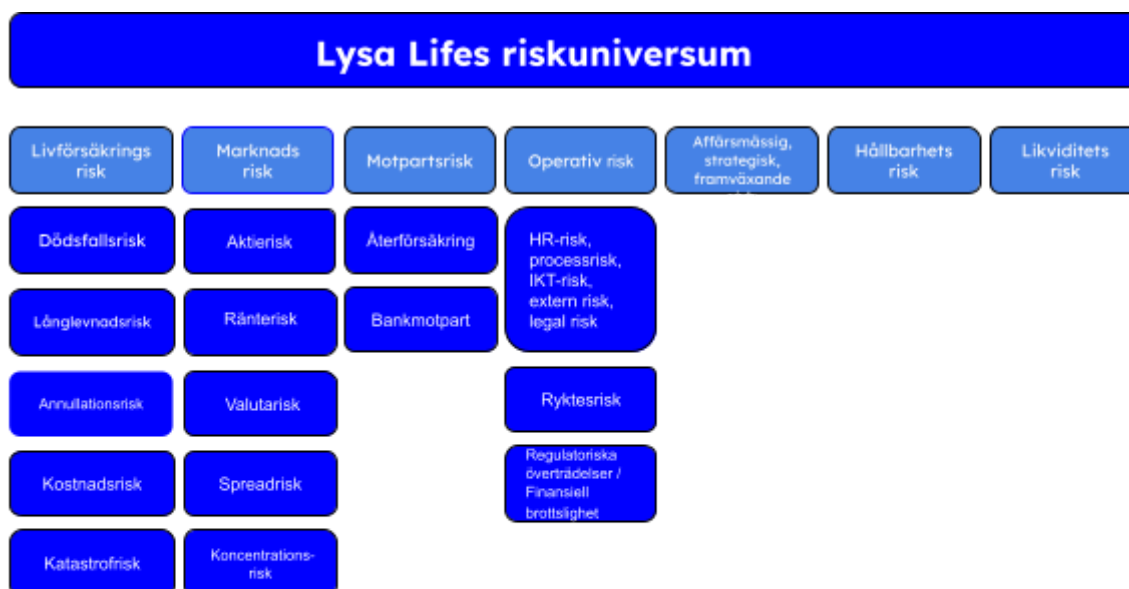 Lysa Lifes riskuniversum
Livförsäkrings
risk
Marknads
risk
Motpartsrisk
Operativ risk
Affärsmässig,
strategisk,
framväxande
Hållbarhets
risk
Likviditets
risk
Dödsfallsrisk
Långlevnadsrisk
Annullationsrisk
Kostnadsrisk
Katastrofrisk
Aktierisk
Ränterisk
Valutarisk
Spreadrisk
Koncentrations-
risk
Återförsäkring
Bankmotpart
HR-risk,
processrisk,
IKT-risk,
extern risk,
legal risk
Ryktesrisk
Regulatoriska
överträdelser /
Finansiell
brottslighet